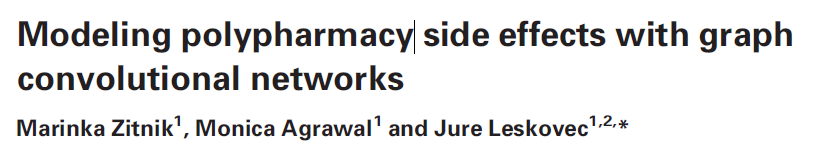 Modeling polypharmacy side effects with graph
convolutional networks
Marinka Zitnik¹, Monica Agrawal¹ and Jure Leskovec¹,²,*